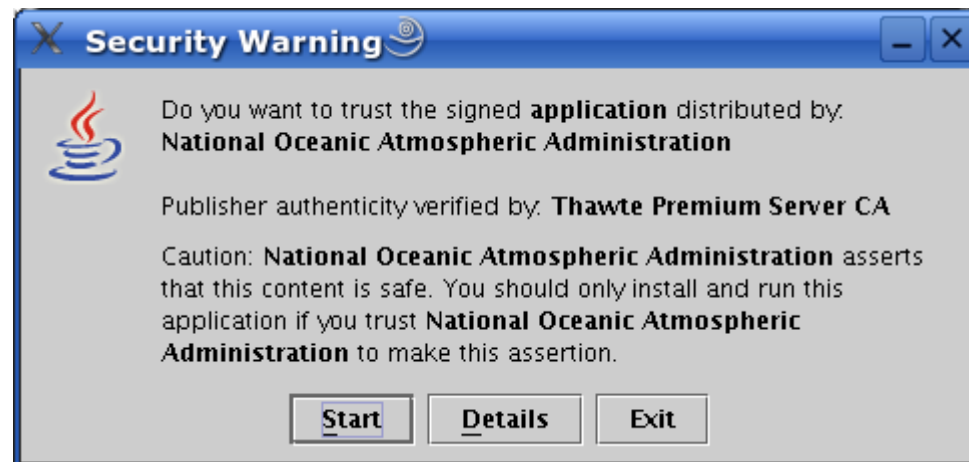 Security Warning
Do you want to trust the signed application distributed by:
National Oceanic Atmospheric Administration
Publisher authenticity verified by: Thawte Premium Server CA
Caution: National Oceanic Atmospheric Administration asserts
that this content is safe. You should only install and run this
application if you trust National Oceanic Atmospheric
Administration to make this assertion.
Start Details Exit